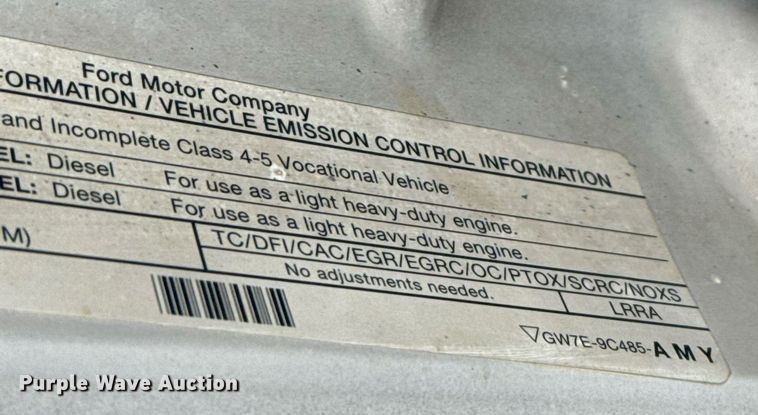 Ford Motor Company
FORMATION / VEHICLE EMISSION CONTROL INFORMATION
and Incomplete Class 4-5 Vocational Vehicle
EL: Diesel For use as a light heavy-duty engine.
EL: Diesel For use as a light heavy-duty engine.
M) TC/DFI/CAC/EGR/EGRC/OC/PTOX/SCRC/NOXS
No adjustments needed. LRRA
GW7E-9C485-AMY
Purple Wave Auction